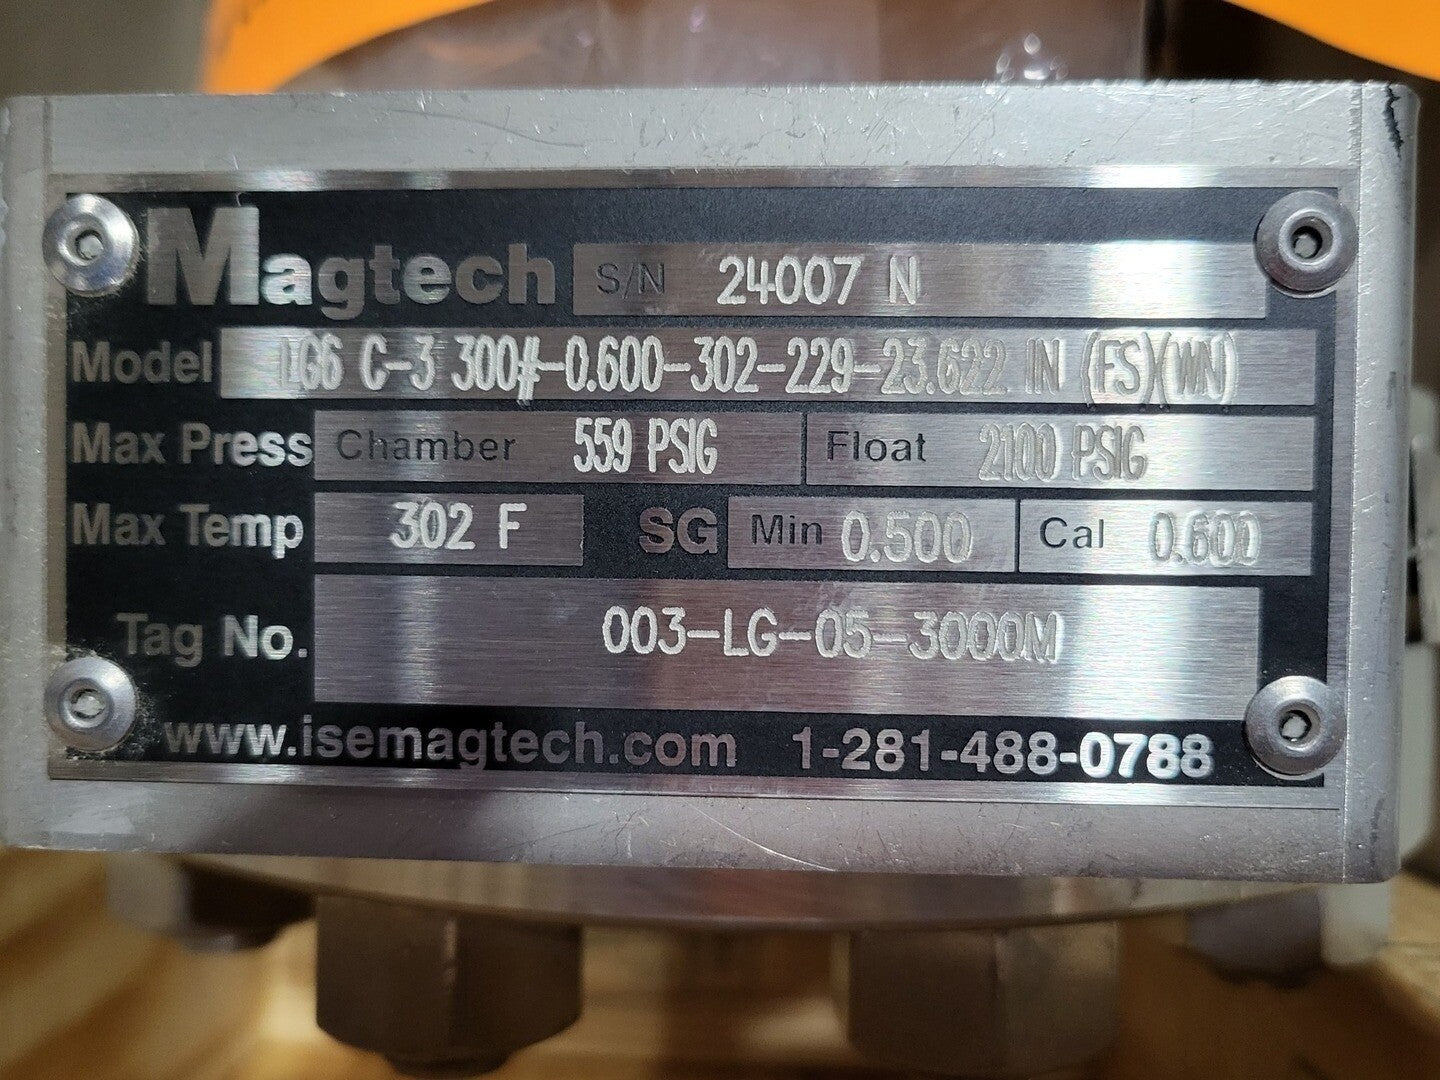 Magtech S/N 24007 N
Model LG6 C-3 300#-0.600-302-229-23.622 IN (FS)(WN)
Max Press Chamber 559 PSIG Float 2100 PSIG
Max Temp 302 F SG Min 0.500 Cal 0.600
Tag No. 003-LG-05-3000M
www.isemagtech.com 1-281-488-0788